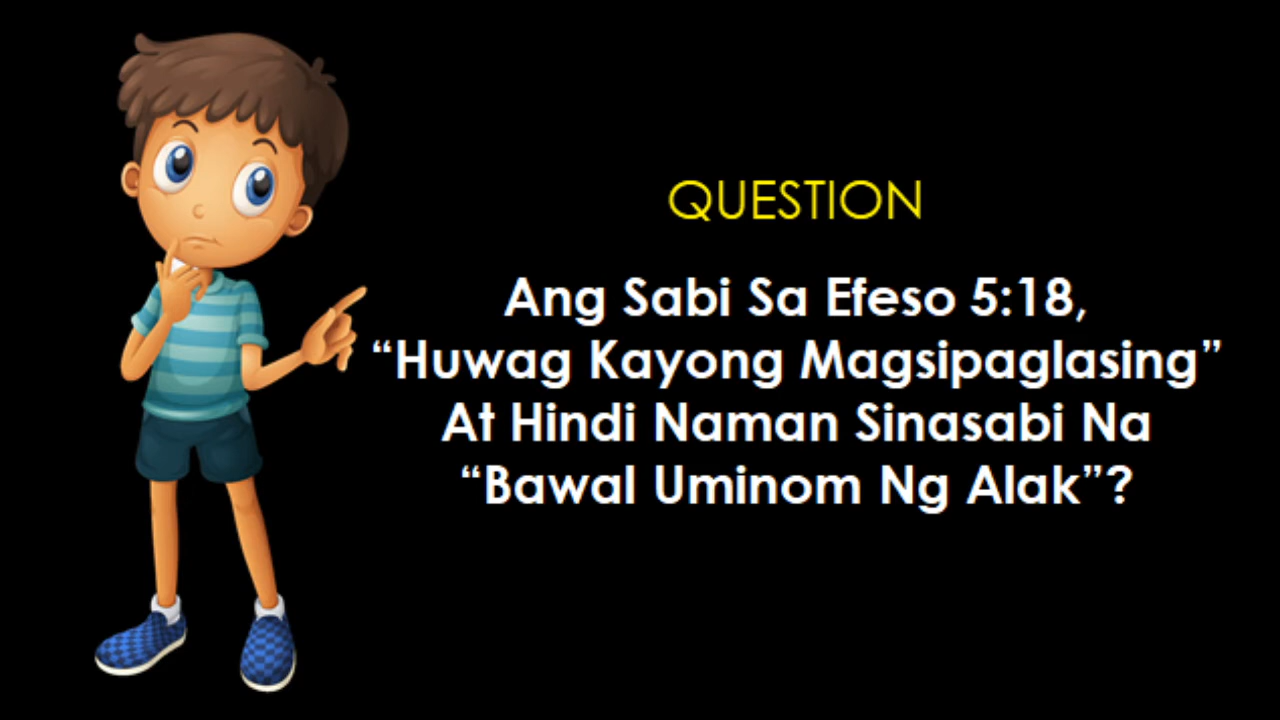 QUESTION
Ang Sabi Sa Efeso 5:18,
“Huwag Kayong Magsipaglasing”
At Hindi Naman Sinasabi Na
“Bawal Uminom Ng Alak”?